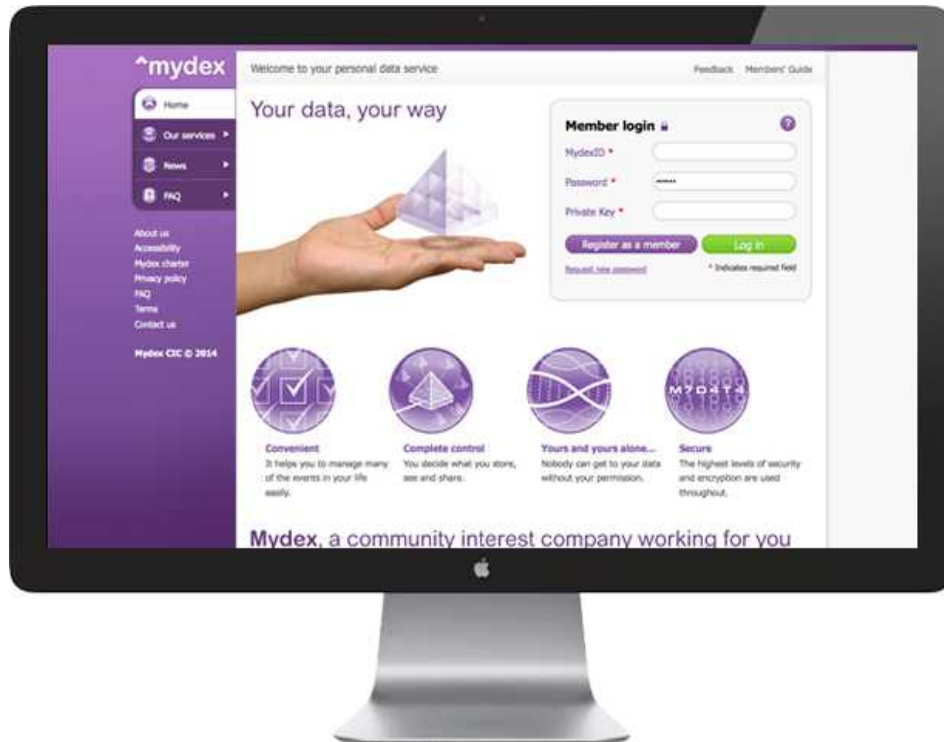 ^mydex
Welcome to your personal data service
Feedback Members' Guide
Home
Our services
News
FAQ
About us
Accessibility
Mydex charter
Privacy policy
FAQ
Terms
Contact us
Mydex CIC © 2014
Your data, your way
Member login
?
MydexID *
Password *
Private Key *
Register as a member
Log in
Request new password
* Indicates required field
M7D4T4
Convenient
It helps you to manage many
of the events in your life
easily.
Complete control
You decide what you store,
see and share.
Yours and yours alone...
Nobody can get to your data
without your permission.
Secure
The highest levels of security
and encryption are used
throughout.
Mydex, a community interest company working for you